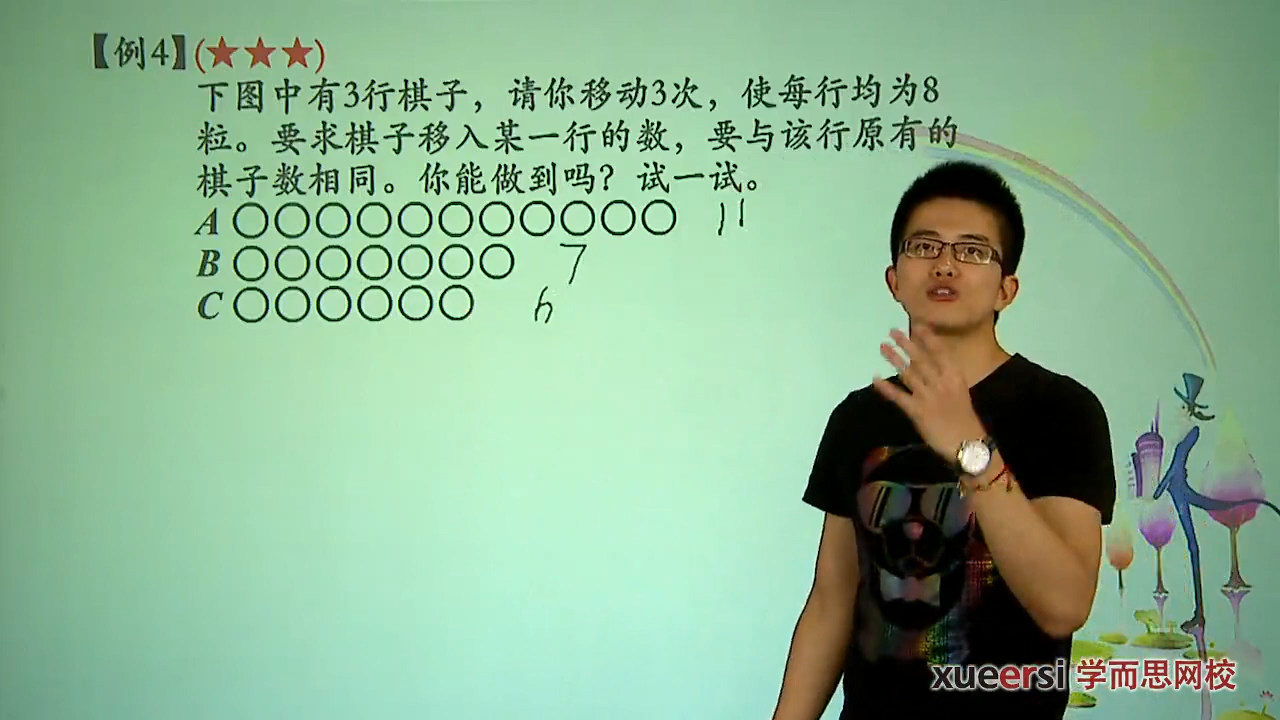 【例4】(★★★)
下图中有3行棋子，请你移动3次，使每行均为8
粒。要求棋子移入某一行的数，要与该行原有的
棋子数相同。你能做到吗？试一试。
A ○○○○○○○○○○○ 11
B ○○○○○○○ 7
C ○○○○○○ 6
xueersi 学而思网校